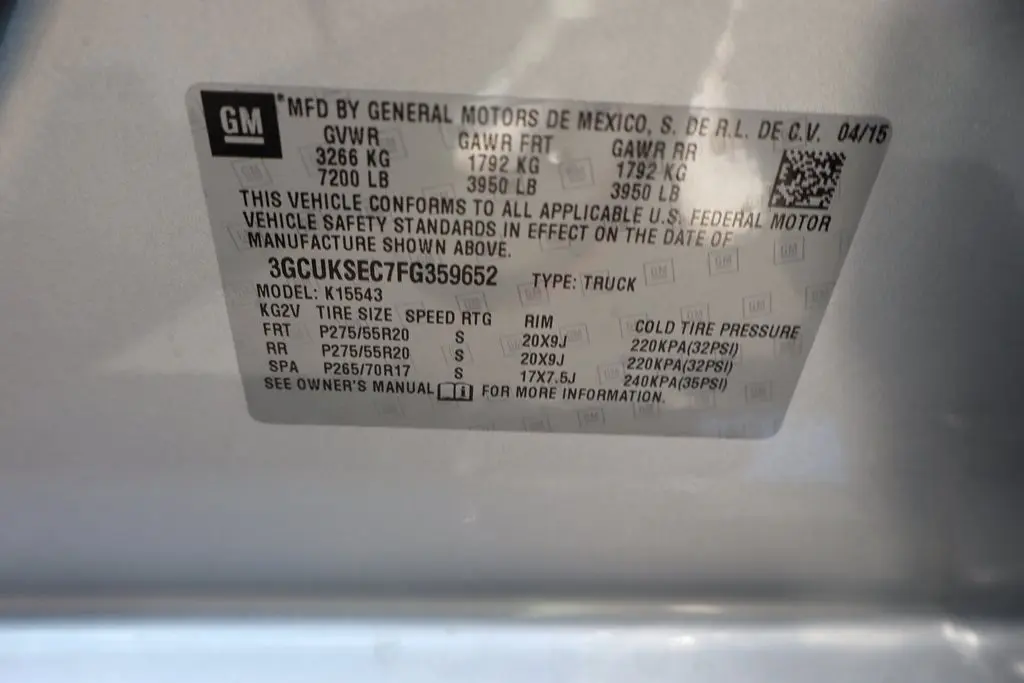 GM
*MFD BY GENERAL MOTORS DE MEXICO, S. DE R.L. DE C.V. 04/15
GVWR GAWR FRT GAWR RR
3266 KG 1792 KG 1792 KG
7200 LB 3950 LB 3950 LB
THIS VEHICLE CONFORMS TO ALL APPLICABLE U.S. FEDERAL MOTOR
VEHICLE SAFETY STANDARDS IN EFFECT ON THE DATE OF
MANUFACTURE SHOWN ABOVE.
3GCUKSEC7FG359652 TYPE: TRUCK
MODEL: K15543
KG2V TIRE SIZE SPEED RTG RIM COLD TIRE PRESSURE
FRT P275/55R20 S 20X9J 220KPA(32PSI)
RR P275/55R20 S 20X9J 220KPA(32PSI)
SPA P265/70R17 S 17X7.5J 240KPA(35PSI)
SEE OWNER'S MANUAL FOR MORE INFORMATION.